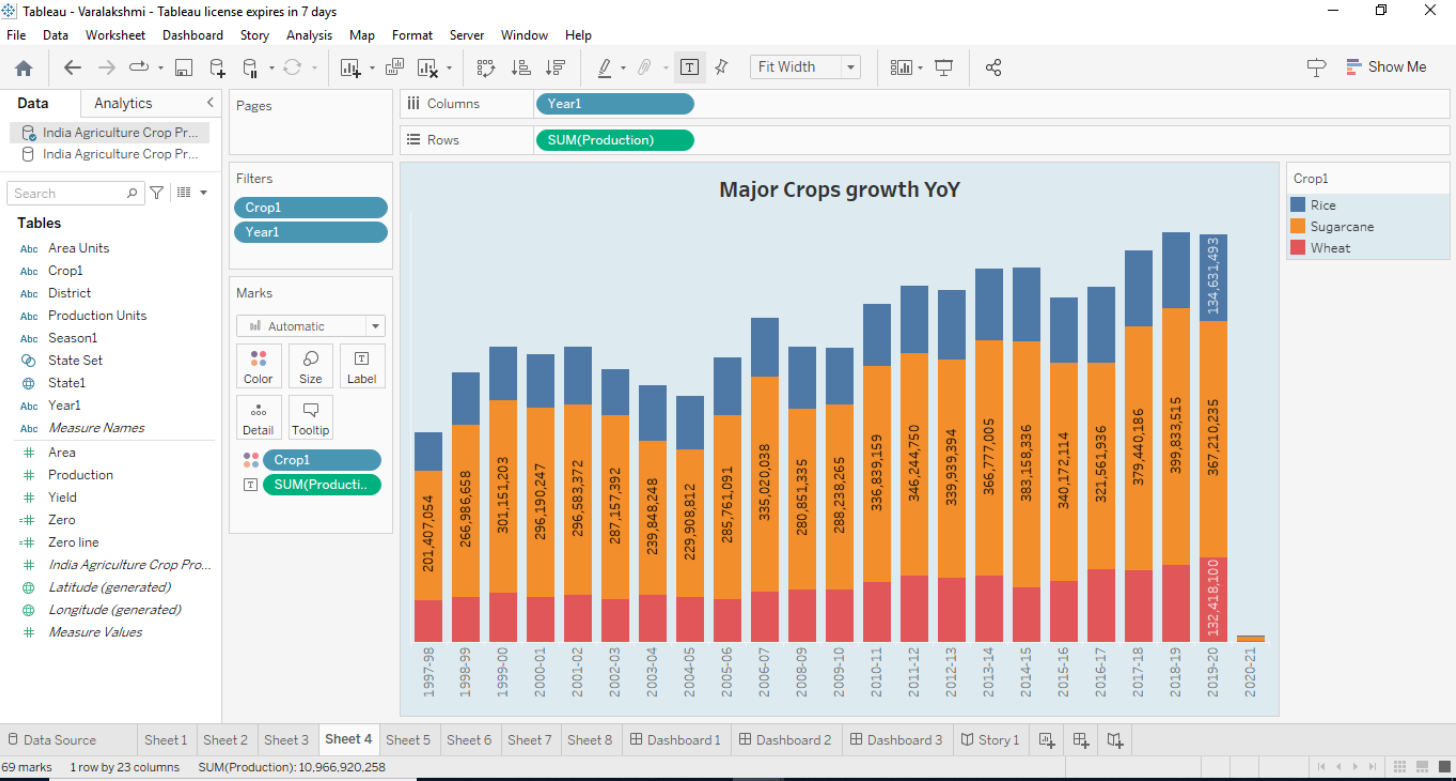 Tableau - Varalakshmi - Tableau license expires in 7 days
File Data Worksheet Dashboard Story Analysis Map Format Server Window Help
Fit Width
Show Me
Data Analytics
India Agriculture Crop Pr...
India Agriculture Crop Pr...
Search
Tables
Abc Area Units
Abc Crop1
Abc District
Abc Production Units
Abc Season1
State Set
State1
Abc Year1
Abc Measure Names
# Area
# Production
# Yield
=# Zero
=# Zero line
# India Agriculture Crop Pro...
Latitude (generated)
Longitude (generated)
# Measure Values
Pages
Filters
Crop1
Year1
Marks
Automatic
Color Size Label
Detail Tooltip
Crop1
SUM(Producti..
Columns Year1
Rows SUM(Production)
Major Crops growth YoY
201,407,054
266,986,658
301,151,203
296,190,247
296,583,372
287,157,392
239,848,248
229,908,812
285,761,091
335,020,038
280,851,335
288,238,265
336,839,159
346,244,750
339,939,394
366,777,005
383,158,336
340,172,114
321,561,936
379,440,186
399,833,515
134,631,493
367,210,235
132,418,100
1997-98
1998-99
1999-00
2000-01
2001-02
2002-03
2003-04
2004-05
2005-06
2006-07
2008-09
2009-10
2010-11
2011-12
2012-13
2013-14
2014-15
2015-16
2016-17
2017-18
2018-19
2019-20
2020-21
Crop1
Rice
Sugarcane
Wheat
Data Source Sheet 1 Sheet 2 Sheet 3 Sheet 4 Sheet 5 Sheet 6 Sheet 7 Sheet 8 Dashboard 1 Dashboard 2 Dashboard 3 Story 1
69 marks 1 row by 23 columns SUM(Production): 10,966,920,258